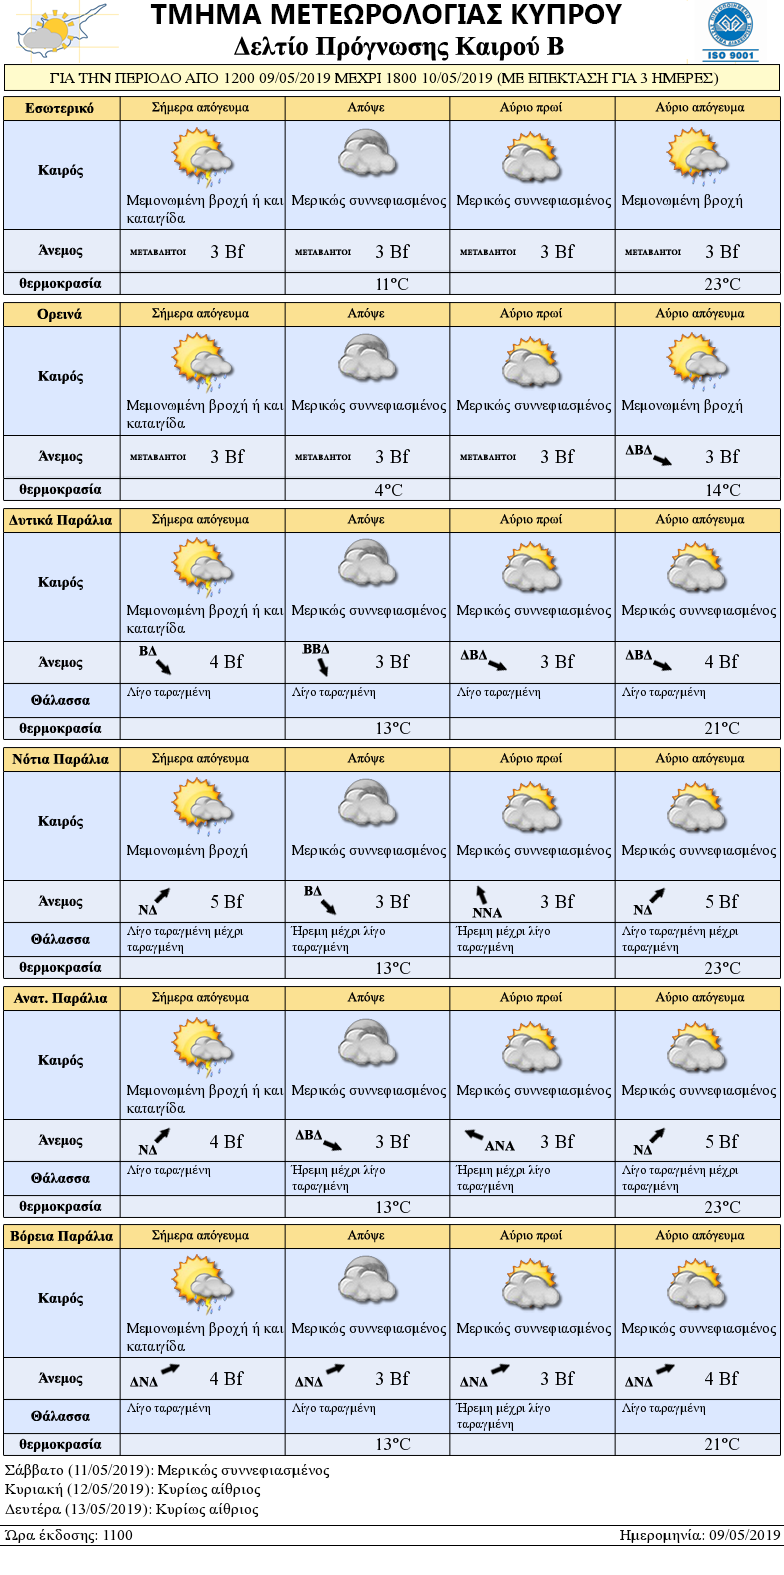 ΤΜΗΜΑ ΜΕΤΕΩΡΟΛΟΓΙΑΣ ΚΥΠΡΟΥ
Δελτίο Πρόγνωσης Καιρού Β
ISO 9001
ΓΙΑ ΤΗΝ ΠΕΡΙΟΔΟ ΑΠΟ 1200 09/05/2019 ΜΕΧΡΙ 1800 10/05/2019 (ΜΕ ΕΠΕΚΤΑΣΗ ΓΙΑ 3 ΗΜΕΡΕΣ)
Εσωτερικό Σήμερα απόγευμα Απόψε Αύριο πρωί Αύριο απόγευμα
Καιρός
Μεμονωμένη βροχή ή και Μερικώς συννεφιασμένος Μερικώς συννεφιασμένος Μεμονωμένη βροχή
καταιγίδα
Άνεμος ΜΕΤΑΒΛΗΤΟΙ 3 Bf ΜΕΤΑΒΛΗΤΟΙ 3 Bf ΜΕΤΑΒΛΗΤΟΙ 3 Bf ΜΕΤΑΒΛΗΤΟΙ 3 Bf
θερμοκρασία 11°C 23°C
Ορεινά Σήμερα απόγευμα Απόψε Αύριο πρωί Αύριο απόγευμα
Καιρός
Μεμονωμένη βροχή ή και Μερικώς συννεφιασμένος Μερικώς συννεφιασμένος Μεμονωμένη βροχή
καταιγίδα
Άνεμος ΜΕΤΑΒΛΗΤΟΙ 3 Bf ΜΕΤΑΒΛΗΤΟΙ 3 Bf ΜΕΤΑΒΛΗΤΟΙ 3 Bf ΔΒΔ 3 Bf
θερμοκρασία 4°C 14°C
Δυτικά Παράλια Σήμερα απόγευμα Απόψε Αύριο πρωί Αύριο απόγευμα
Καιρός
Μεμονωμένη βροχή ή και Μερικώς συννεφιασμένος Μερικώς συννεφιασμένος Μερικώς συννεφιασμένος
καταιγίδα
Άνεμος ΒΔ 4 Bf ΒΒΔ 3 Bf ΔΒΔ 3 Bf ΔΒΔ 4 Bf
Θάλασσα Λίγο ταραγμένη Λίγο ταραγμένη Λίγο ταραγμένη Λίγο ταραγμένη
θερμοκρασία 13°C 21°C
Νότια Παράλια Σήμερα απόγευμα Απόψε Αύριο πρωί Αύριο απόγευμα
Καιρός
Μεμονωμένη βροχή Μερικώς συννεφιασμένος Μερικώς συννεφιασμένος Μερικώς συννεφιασμένος
Άνεμος ΝΔ 5 Bf ΒΔ 3 Bf ΝΝΑ 3 Bf ΝΔ 5 Bf
Θάλασσα Λίγο ταραγμένη μέχρι Ήρεμη μέχρι λίγο Ήρεμη μέχρι λίγο Λίγο ταραγμένη μέχρι
ταραγμένη ταραγμένη ταραγμένη ταραγμένη
θερμοκρασία 13°C 23°C
Ανατ. Παράλια Σήμερα απόγευμα Απόψε Αύριο πρωί Αύριο απόγευμα
Καιρός
Μεμονωμένη βροχή ή και Μερικώς συννεφιασμένος Μερικώς συννεφιασμένος Μερικώς συννεφιασμένος
καταιγίδα
Άνεμος ΝΔ 4 Bf ΔΒΔ 3 Bf ΑΝΑ 3 Bf ΝΔ 5 Bf
Θάλασσα Λίγο ταραγμένη Ήρεμη μέχρι λίγο Ήρεμη μέχρι λίγο Λίγο ταραγμένη μέχρι
ταραγμένη ταραγμένη ταραγμένη
θερμοκρασία 13°C 23°C
Βόρεια Παράλια Σήμερα απόγευμα Απόψε Αύριο πρωί Αύριο απόγευμα
Καιρός
Μεμονωμένη βροχή ή και Μερικώς συννεφιασμένος Μερικώς συννεφιασμένος Μερικώς συννεφιασμένος
καταιγίδα
Άνεμος ΔΝΔ 4 Bf ΔΝΔ 3 Bf ΔΝΔ 3 Bf ΔΝΔ 4 Bf
Θάλασσα Λίγο ταραγμένη Λίγο ταραγμένη Ήρεμη μέχρι λίγο Λίγο ταραγμένη
ταραγμένη
θερμοκρασία 13°C 21°C
Σάββατο (11/05/2019): Μερικώς συννεφιασμένος
Κυριακή (12/05/2019): Κυρίως αίθριος
Δευτέρα (13/05/2019): Κυρίως αίθριος
Ώρα έκδοσης: 1100 Ημερομηνία: 09/05/2019